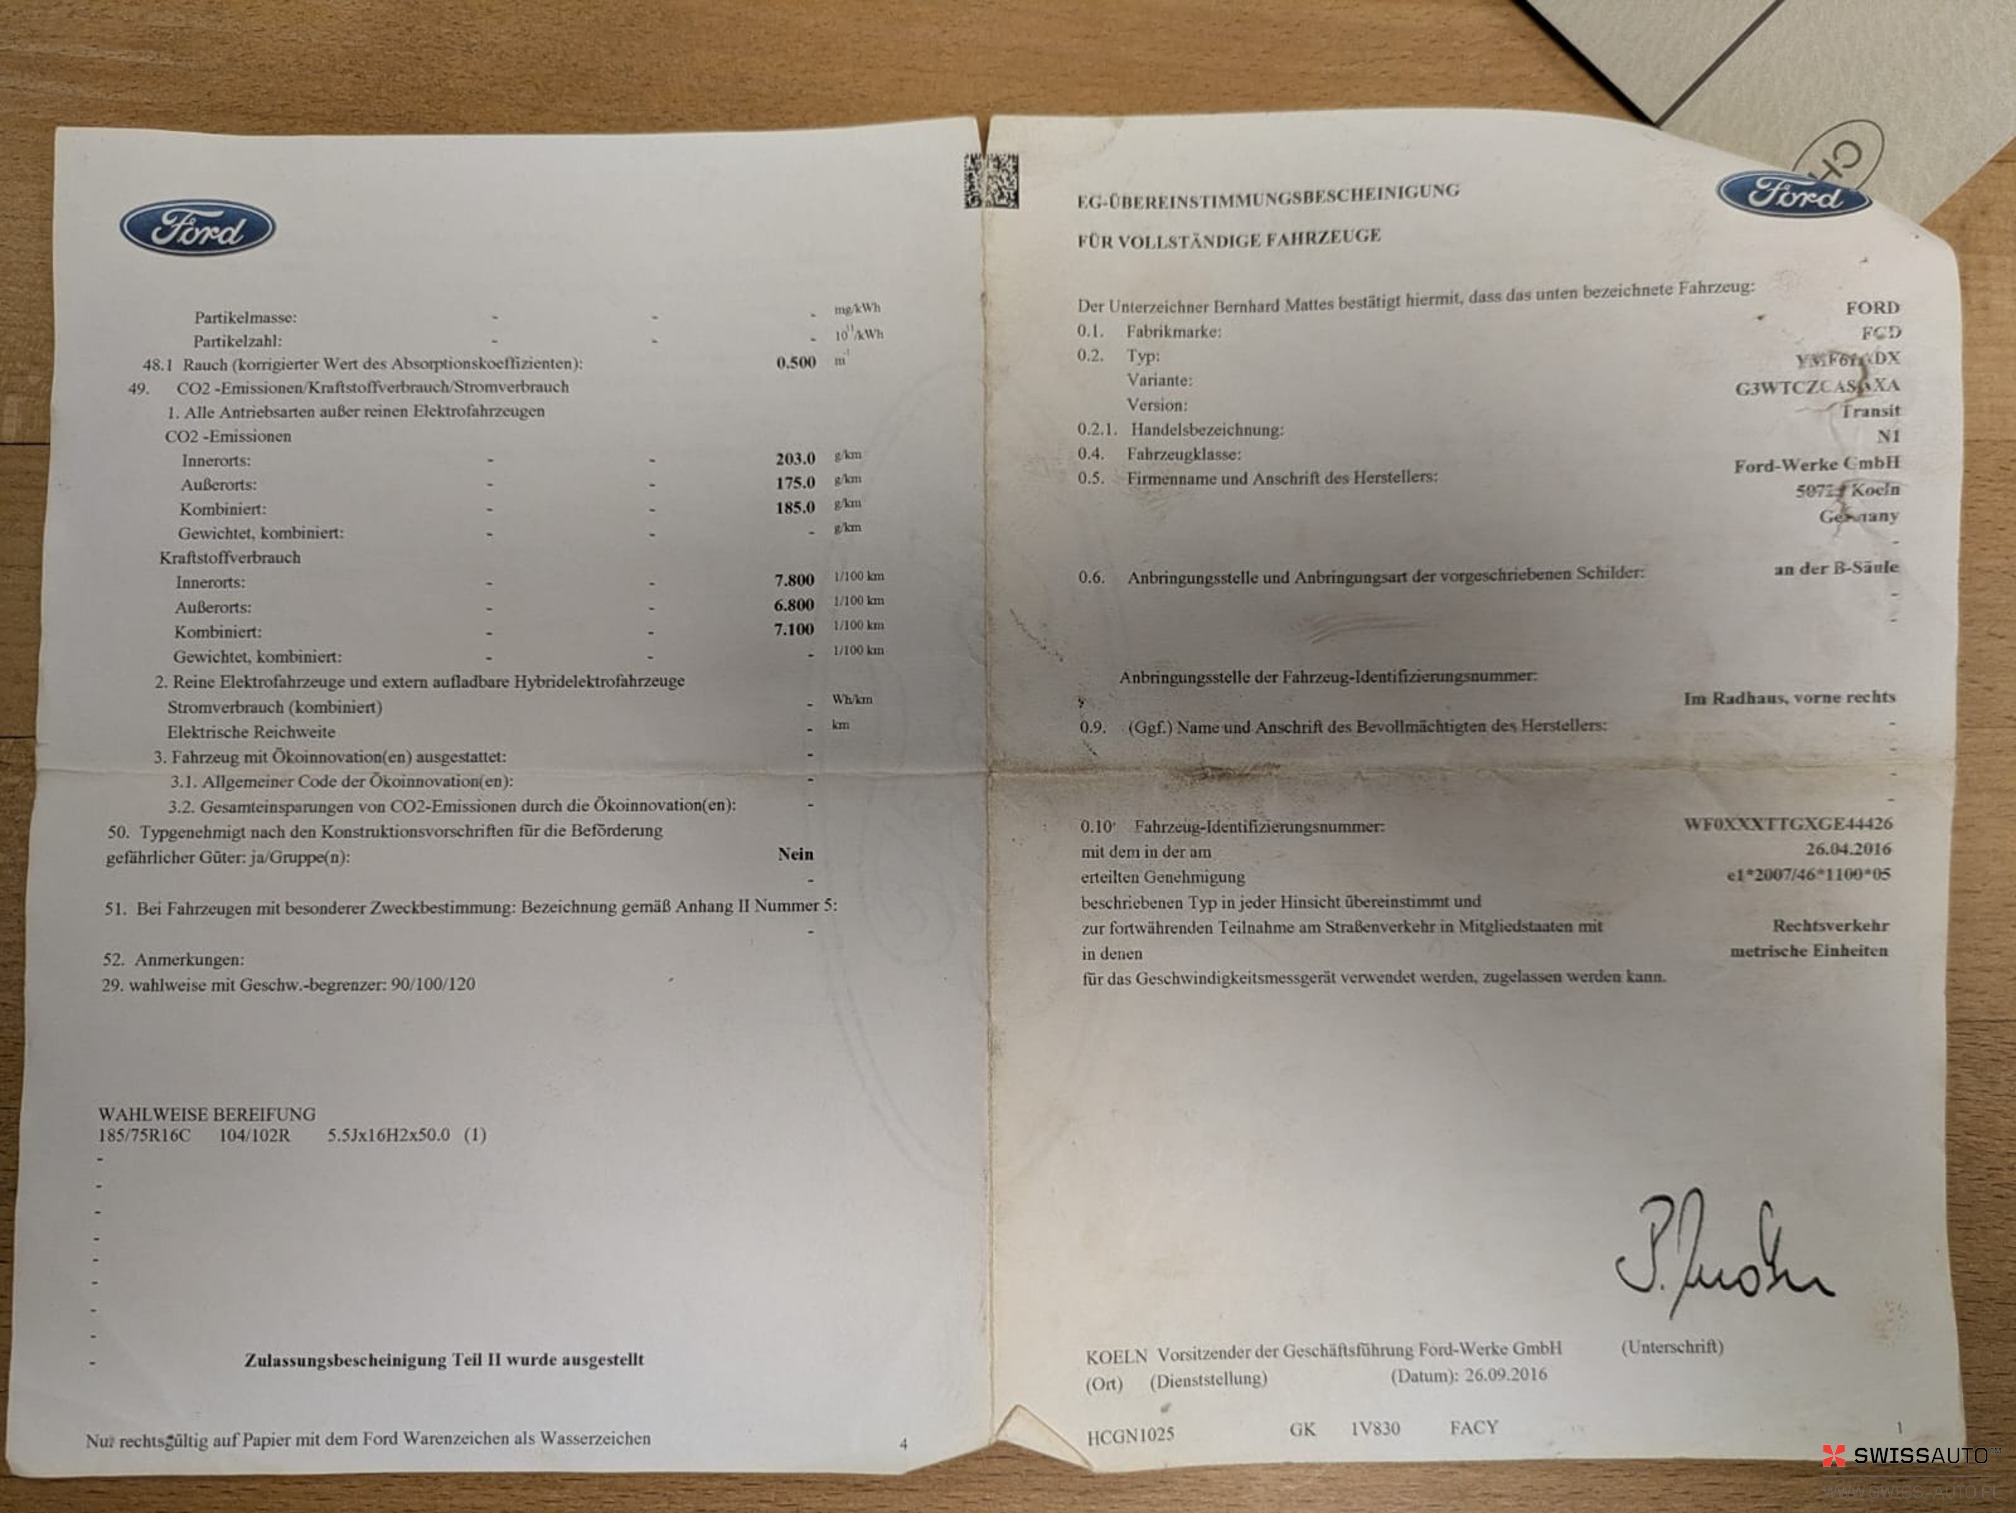 Ford
Partikelmasse: - - - mg/kWh
Partikelzahl: - - - 10¹¹/kWh
48.1 Rauch (korrigierter Wert des Absorptionskoeffizienten): 0.500 m⁻¹
49. CO2 -Emissionen/Kraftstoffverbrauch/Stromverbrauch
1. Alle Antriebsarten außer reinen Elektrofahrzeugen
CO2 -Emissionen
Innerorts: - - 203.0 g/km
Außerorts: - - 175.0 g/km
Kombiniert: - - 185.0 g/km
Gewichtet, kombiniert: - - - g/km
Kraftstoffverbrauch
Innerorts: - - 7.800 1/100 km
Außerorts: - - 6.800 1/100 km
Kombiniert: - - 7.100 1/100 km
Gewichtet, kombiniert: - - - 1/100 km
2. Reine Elektrofahrzeuge und extern aufladbare Hybridelektrofahrzeuge
Stromverbrauch (kombiniert) - Wh/km
Elektrische Reichweite - km
3. Fahrzeug mit Ökoinnovation(en) ausgestattet: -
3.1. Allgemeiner Code der Ökoinnovation(en): -
3.2. Gesamteinsparungen von CO2-Emissionen durch die Ökoinnovation(en): -
50. Typgenehmigt nach den Konstruktionsvorschriften für die Beförderung
gefährlicher Güter: ja/Gruppe(n): Nein
-
51. Bei Fahrzeugen mit besonderer Zweckbestimmung: Bezeichnung gemäß Anhang II Nummer 5:
-
52. Anmerkungen:
29. wahlweise mit Geschw.-begrenzer: 90/100/120
WAHLWEISE BEREIFUNG
185/75R16C 104/102R 5.5Jx16H2x50.0 (1)
-
-
-
-
-
-
-
-
-
Zulassungsbescheinigung Teil II wurde ausgestellt
Nur rechtsgültig auf Papier mit dem Ford Warenzeichen als Wasserzeichen
4
EG-ÜBEREINSTIMMUNGSBESCHEINIGUNG
FÜR VOLLSTÄNDIGE FAHRZEUGE
Ford
CH
Der Unterzeichner Bernhard Mattes bestätigt hiermit, dass das unten bezeichnete Fahrzeug:
0.1. Fabrikmarke: FORD
0.2. Typ: FCD
Variante:
Version:
0.2.1. Handelsbezeichnung: Transit
0.4. Fahrzeugklasse: N1
0.5. Firmenname und Anschrift des Herstellers: Ford-Werke GmbH
Koeln
Germany
-
0.6. Anbringungsstelle und Anbringungsart der vorgeschriebenen Schilder: an der B-Säule
-
-
Anbringungsstelle der Fahrzeug-Identifizierungsnummer:
Im Radhaus, vorne rechts
0.9. (Ggf.) Name und Anschrift des Bevollmächtigten des Herstellers: -
-
-
-
0.10 Fahrzeug-Identifizierungsnummer: WF0XXXTTGXGE44426
mit dem in der am 26.04.2016
erteilten Genehmigung e1*2007/46*1100*05
beschriebenen Typ in jeder Hinsicht übereinstimmt und
zur fortwährenden Teilnahme am Straßenverkehr in Mitgliedstaaten mit Rechtsverkehr
in denen metrische Einheiten
für das Geschwindigkeitsmessgerät verwendet werden, zugelassen werden kann.
KOELN Vorsitzender der Geschäftsführung Ford-Werke GmbH (Unterschrift)
(Ort) (Dienststellung) (Datum): 26.09.2016
HCGN1025 GK 1V830 FACY 1
SWISSAUTO
WWW.SWISS-AUTO.PL